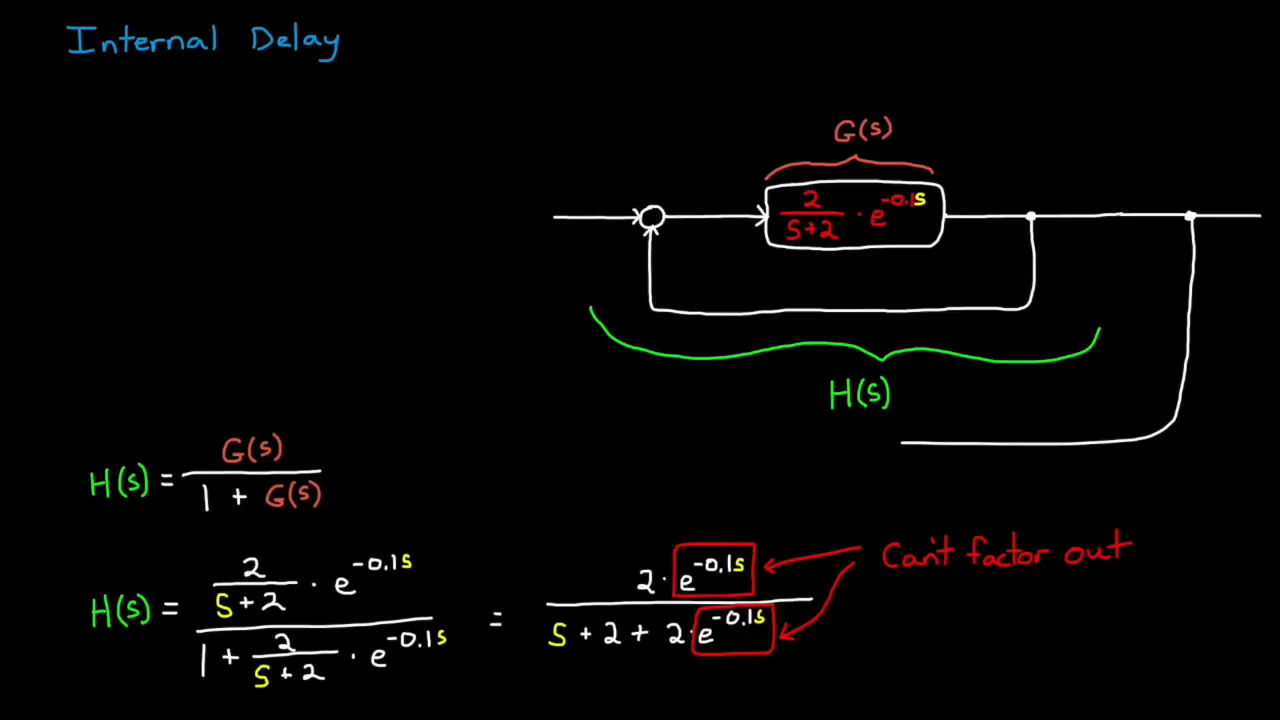 Internal Delay
G(s)
2/(s+2) · e^-0.1s
H(s)
H(s) = G(s)/(1 + G(s))
H(s) = (2/(s+2) · e^-0.1s)/(1 + 2/(s+2) · e^-0.1s) = (2 · e^-0.1s)/(s + 2 + 2 · e^-0.1s)
Can't factor out